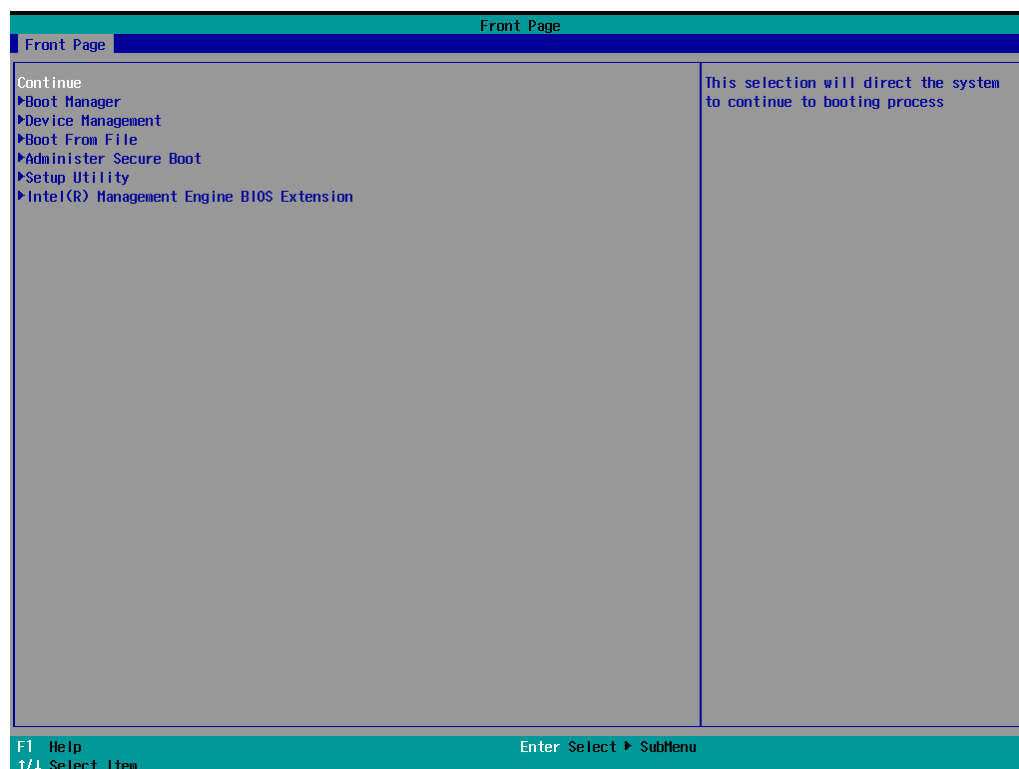 Front Page
Front Page
Continue
▶Boot Manager
▶Device Management
▶Boot From File
▶Administer Secure Boot
▶Setup Utility
▶Intel(R) Management Engine BIOS Extension
This selection will direct the system
to continue to booting process
F1 Help
Enter Select ▶ SubMenu
↑/↓ Select Item